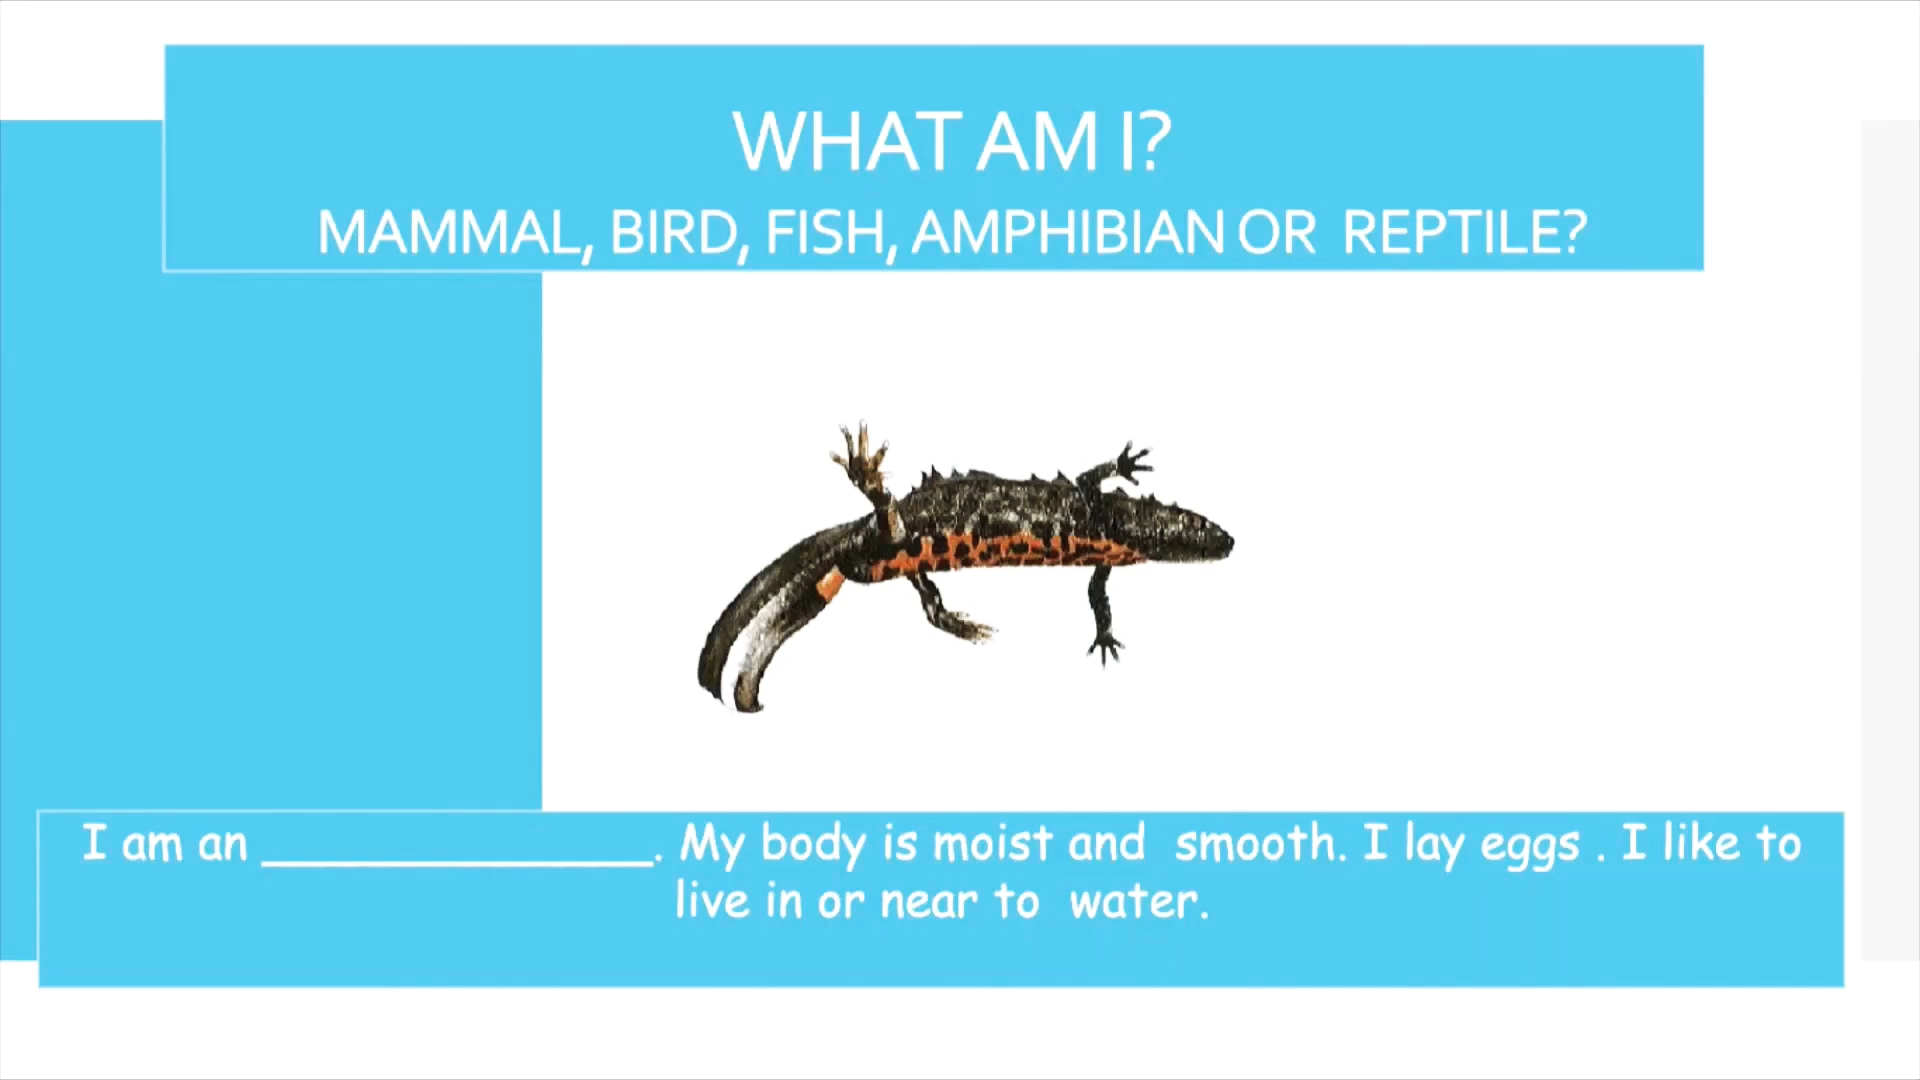 WHAT AM I?
MAMMAL, BIRD, FISH, AMPHIBIAN OR REPTILE?
I am an ______________. My body is moist and smooth. I lay eggs . I like to
live in or near to water.